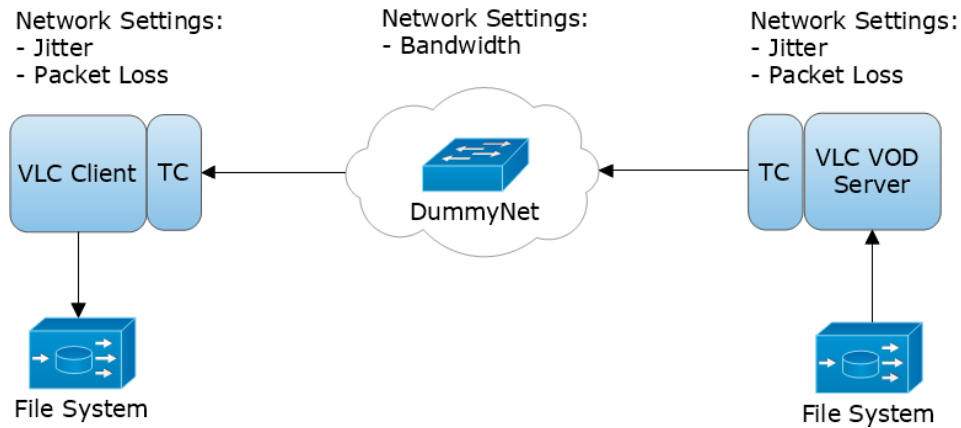 Network Settings:
- Jitter
- Packet Loss
Network Settings:
- Bandwidth
Network Settings:
- Jitter
- Packet Loss
VLC Client
TC
DummyNet
TC
VLC VOD
Server
File System
File System